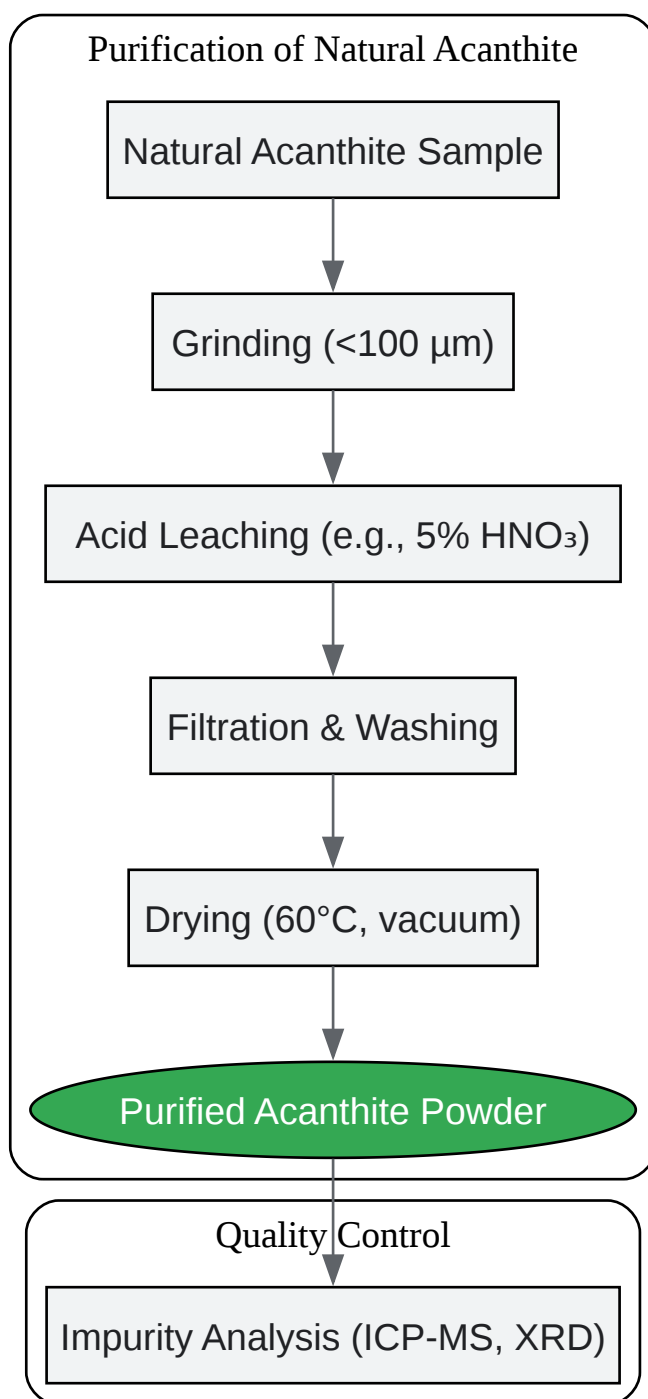 Purification of Natural Acanthite
Natural Acanthite Sample
Grinding (<100 µm)
Acid Leaching (e.g., 5% HNO₃)
Filtration & Washing
Drying (60°C, vacuum)
Purified Acanthite Powder
Quality Control
Impurity Analysis (ICP-MS, XRD)